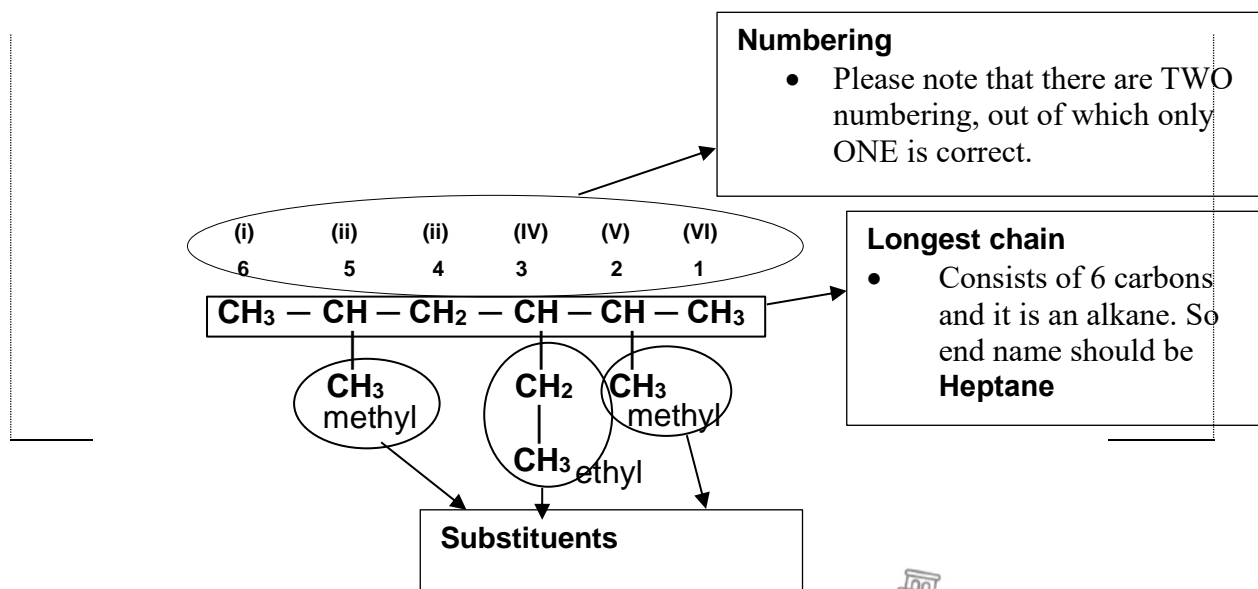 Numbering
• Please note that there are TWO
numbering, out of which only
ONE is correct.
(i) (ii) (ii) (IV) (V) (VI)
6 5 4 3 2 1
CH₃ – CH – CH₂ – CH – CH – CH₃
Longest chain
• Consists of 6 carbons
and it is an alkane. So
end name should be
Heptane
CH₃ CH₂ CH₃
methyl methyl
CH₃ ethyl
Substituents